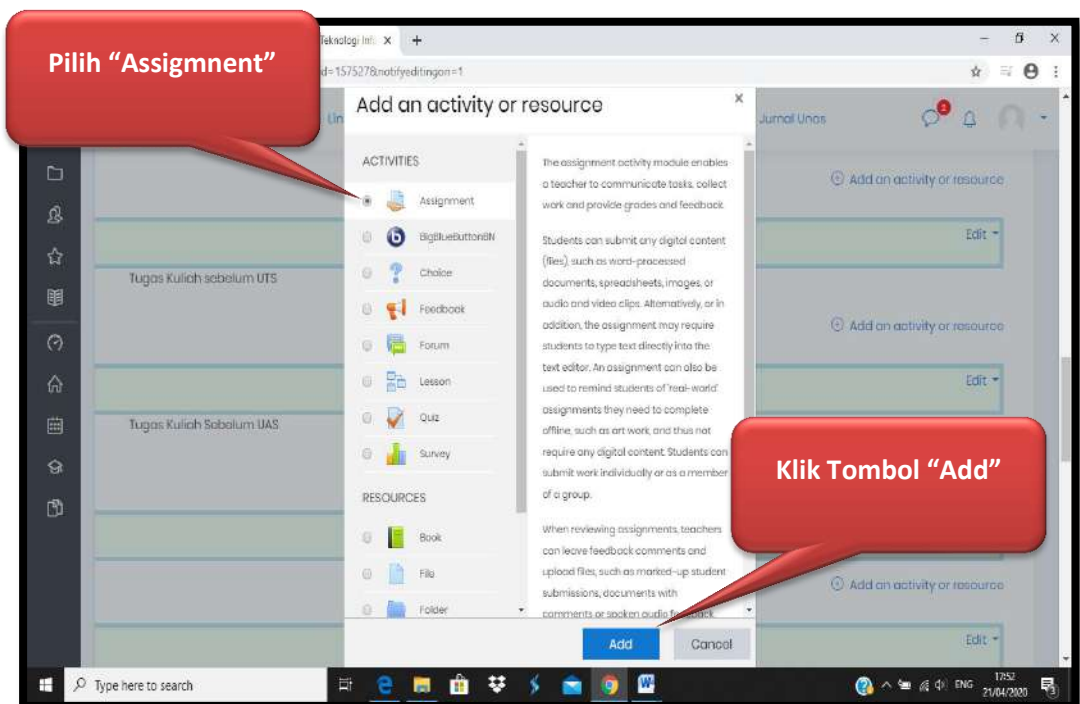 Pilih “Assigmnent”
Teknologi Inf
d=157527&notifyeditingon=1
Add an activity or resource
Jurnal Unas
ACTIVITIES
Assignment
BigBlueButtonBN
Choice
Feedback
Forum
Lesson
Quiz
Survey
RESOURCES
Book
File
Folder
The assignment activity module enables
a teacher to communicate tasks, collect
work and provide grades and feedback.
Students can submit any digital content
(files), such as word-processed
documents, spreadsheets, images, or
audio and video clips. Alternatively, or in
addition, the assignment may require
students to type text directly into the
text editor. An assignment can also be
used to remind students of 'real-world'
assignments they need to complete
offline, such as art work, and thus not
require any digital content. Students can
submit work individually or as a member
of a group.
When reviewing assignments, teachers
can leave feedback comments and
upload files, such as marked-up student
submissions, documents with
comments or spoken audio feedback.
Add
Cancel
Add an activity or resource
Edit
Tugas Kuliah sebelum UTS
Add an activity or resource
Edit
Tugas Kuliah Sebelum UAS
Klik Tombol “Add”
Add an activity or resource
Edit
Type here to search
ENG
17:52
21/04/2020